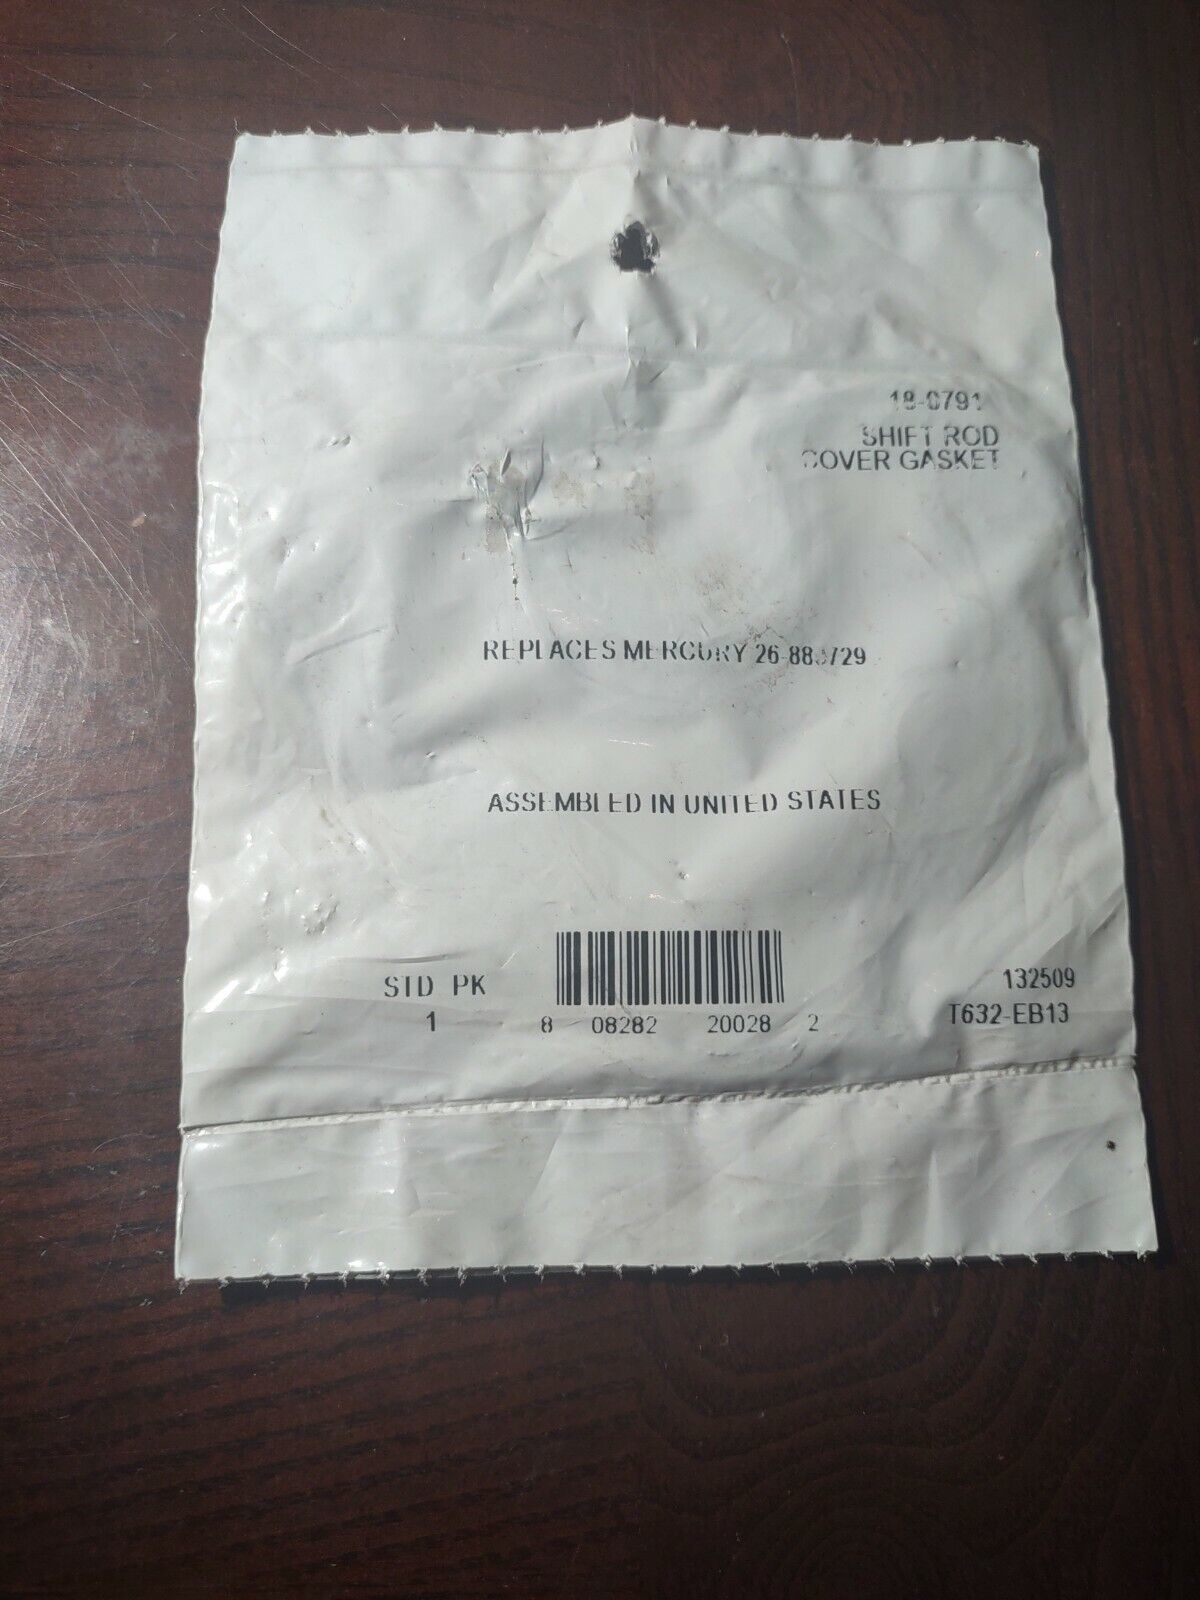 18-0791
SHIFT ROD
COVER GASKET
REPLACES MERCURY
ASSEMBLED IN UNITED STATES
STD PK
1
8 08282 20028 2
132509
T632-EB13